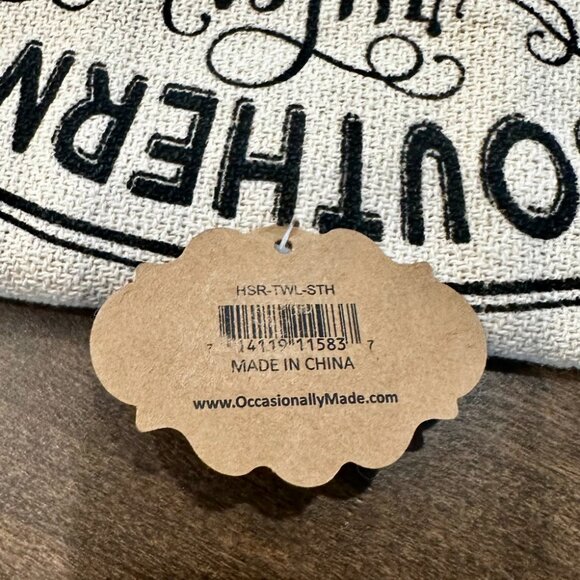 SOUTHERN
HSR-TWL-STH
7 14119 11583 7
MADE IN CHINA
www.OccasionallyMade.com